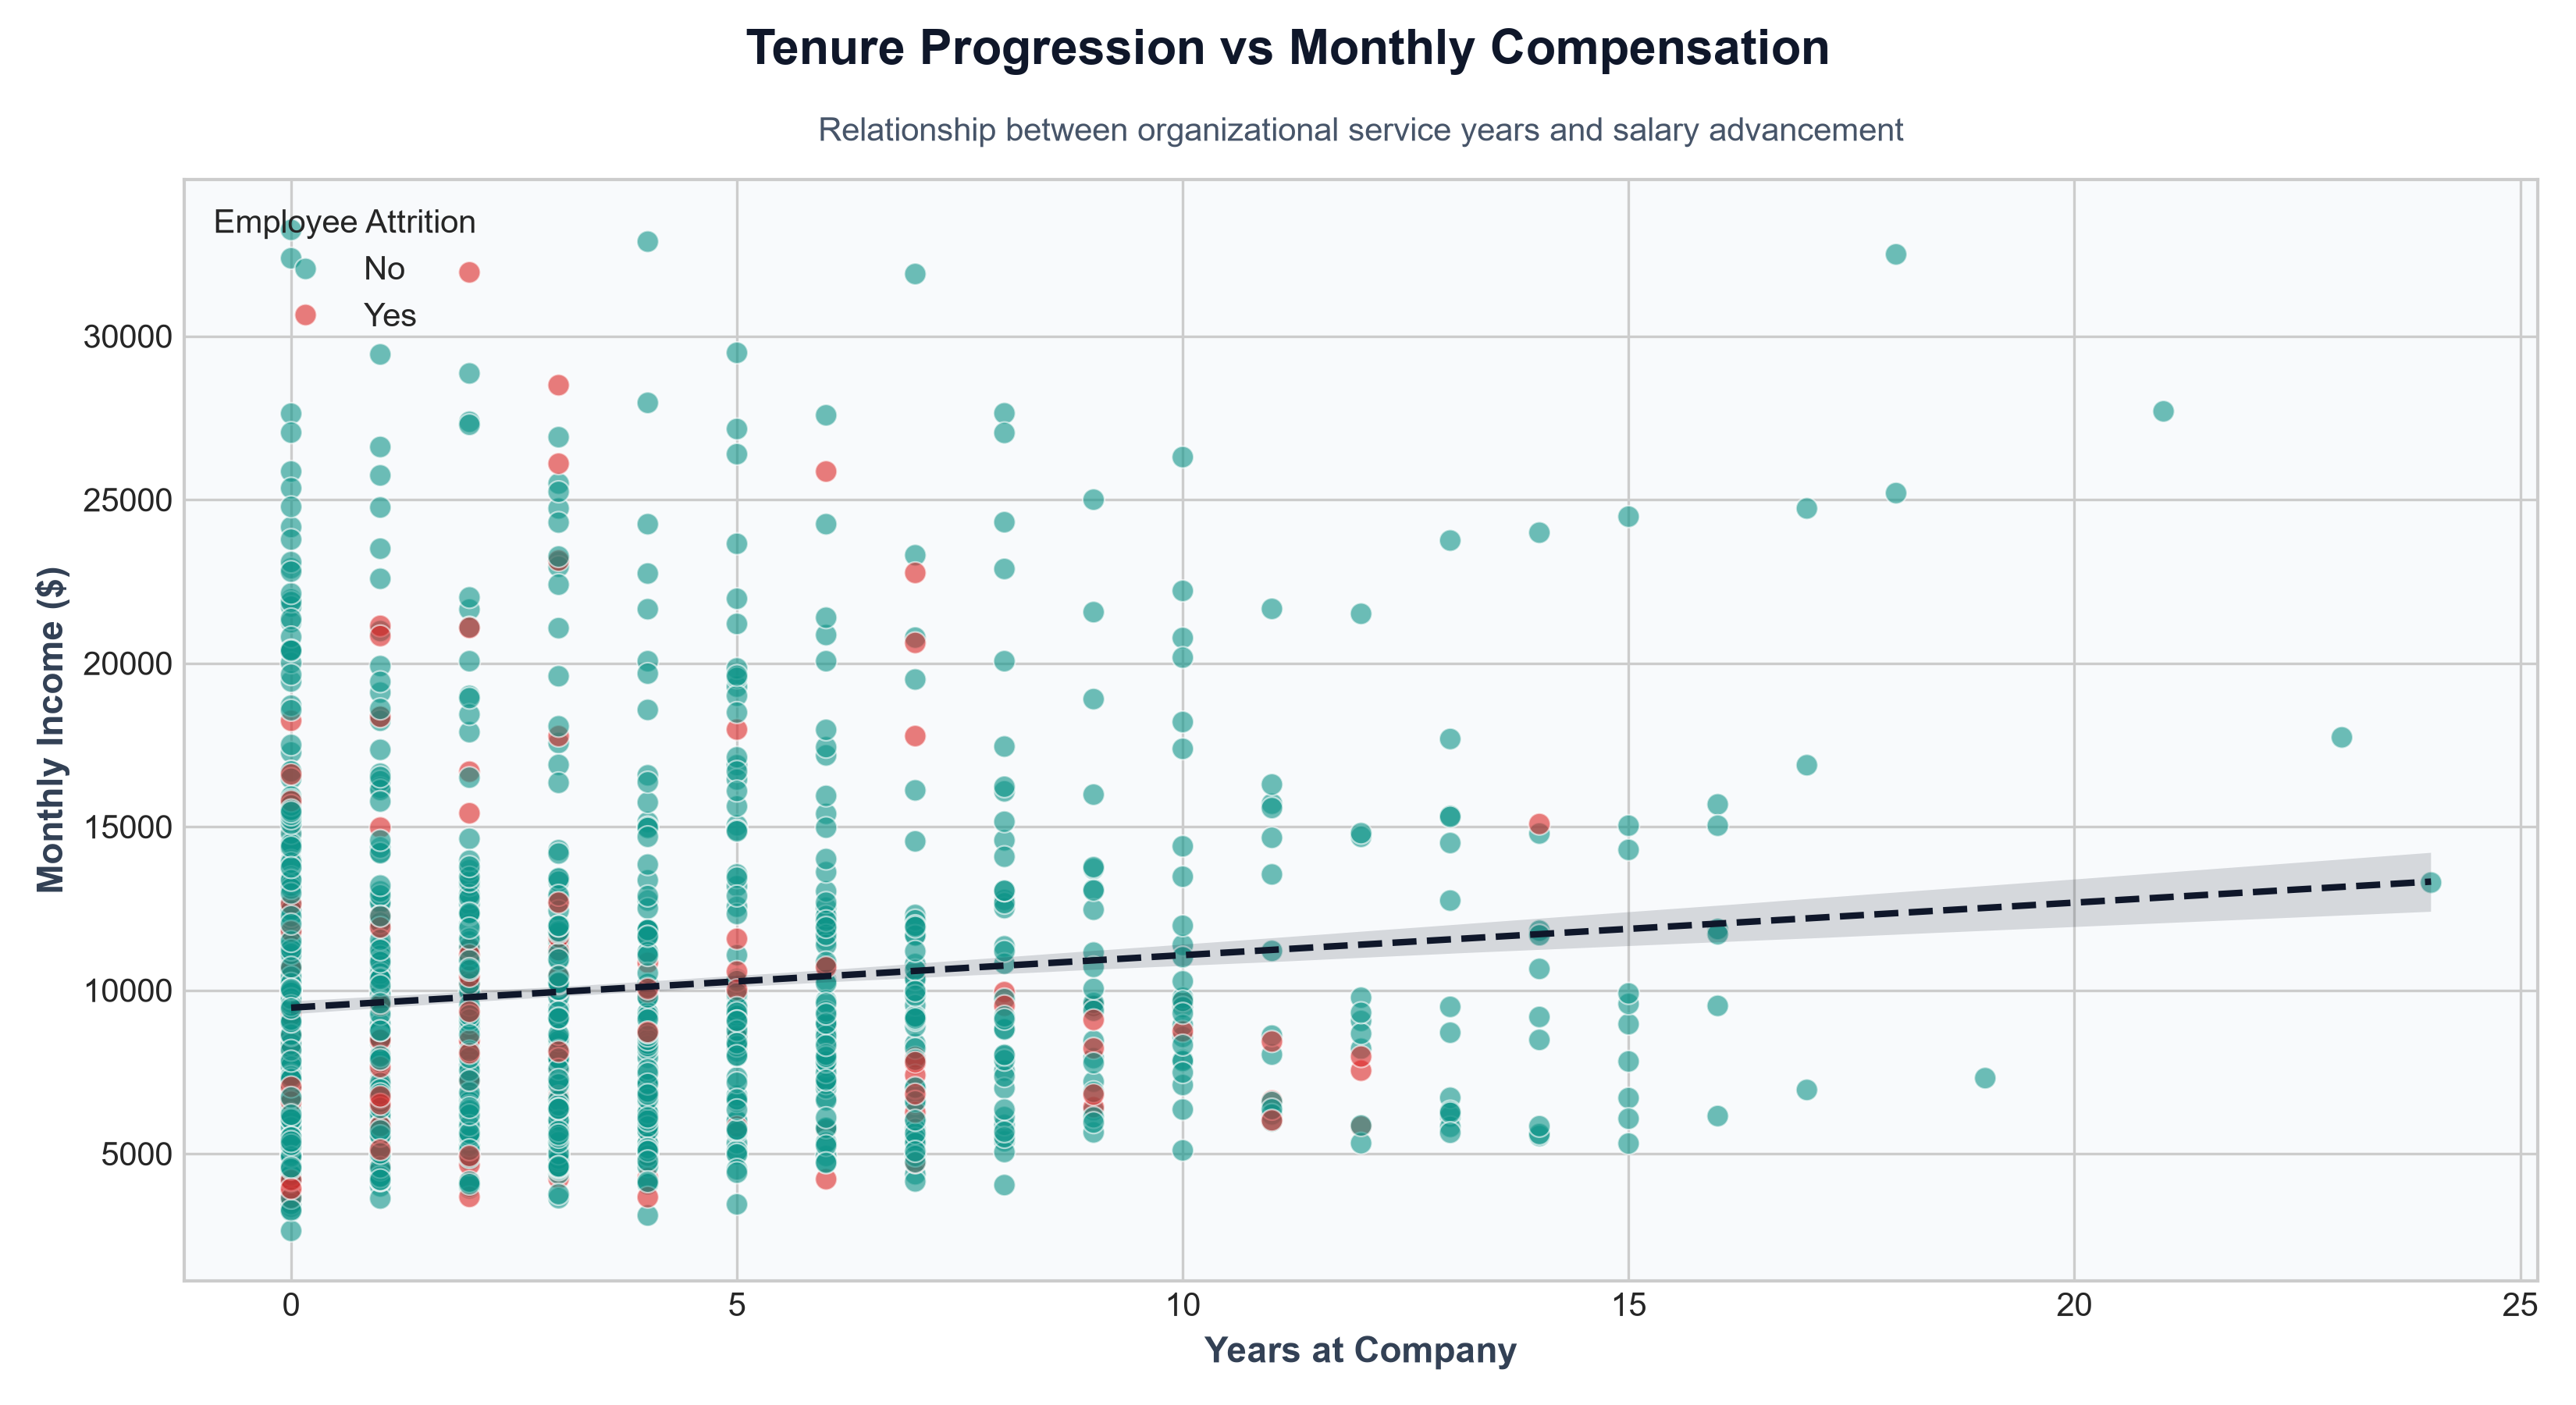 Tenure Progression vs Monthly Compensation
Relationship between organizational service years and salary advancement
Employee Attrition
No
Yes
30000
25000
20000
15000
10000
5000
Monthly Income ($)
0 5 10 15 20 25
Years at Company